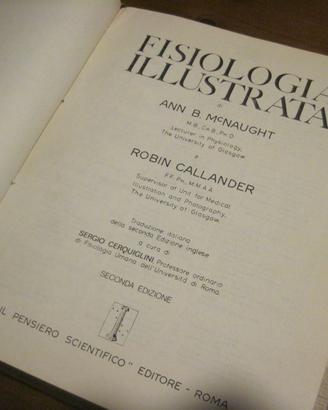 FISIOLOGIA
ILLUSTRATA
di
ANN B. McNAUGHT
M.B., Ch.B., Ph.D.
Lecturer in Physiology,
The University of Glasgow
e
ROBIN CALLANDER
F.F.Ph., M.M.A.A.
Supervisor of Unit for Medical
Illustration and Photography,
The University of Glasgow
Traduzione italiana
della seconda Edizione inglese
a cura di
SERGIO CERQUIGLINI Professore ordinario
di Fisiologia Umana dell'Università di Roma
SECONDA EDIZIONE
IL PENSIERO SCIENTIFICO" EDITORE - ROMA